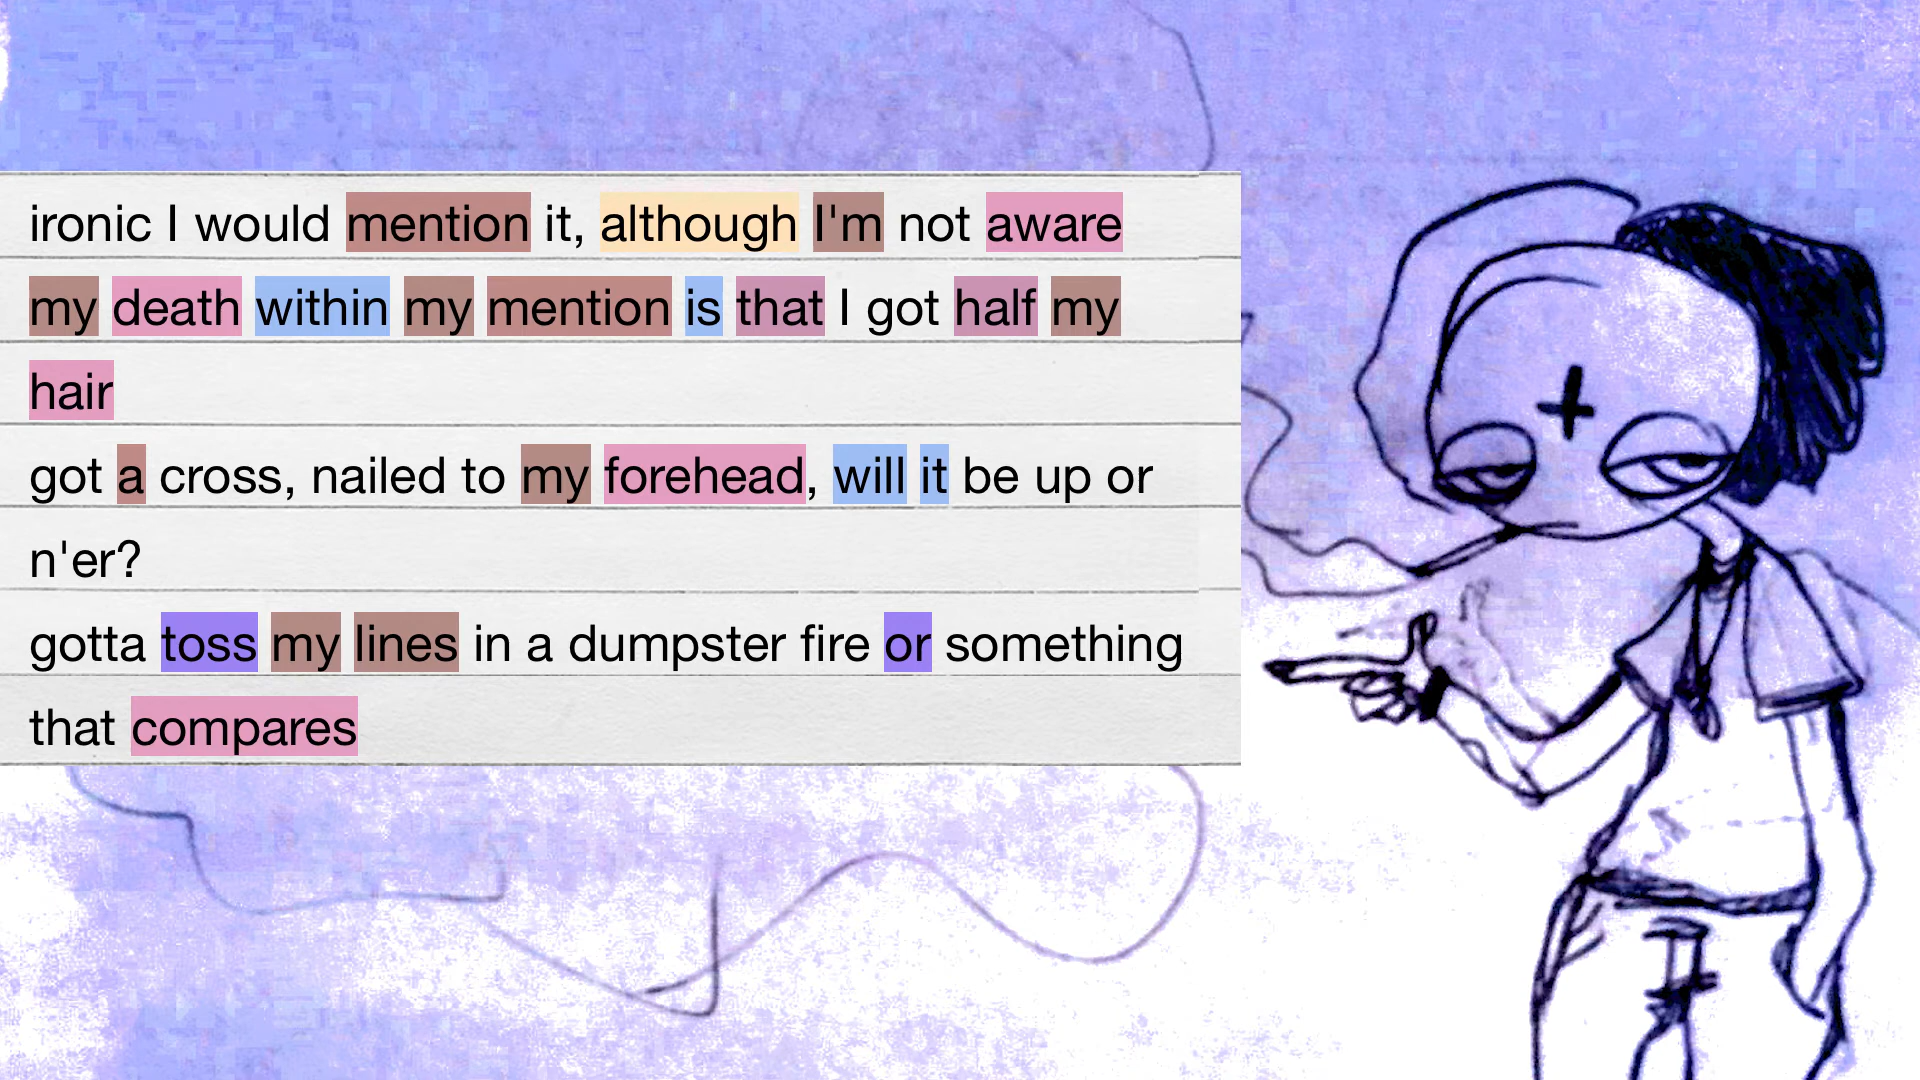 ironic I would mention it, although I'm not aware
my death within my mention is that I got half my
hair
got a cross, nailed to my forehead, will it be up or
n'er?
gotta toss my lines in a dumpster fire or something
that compares